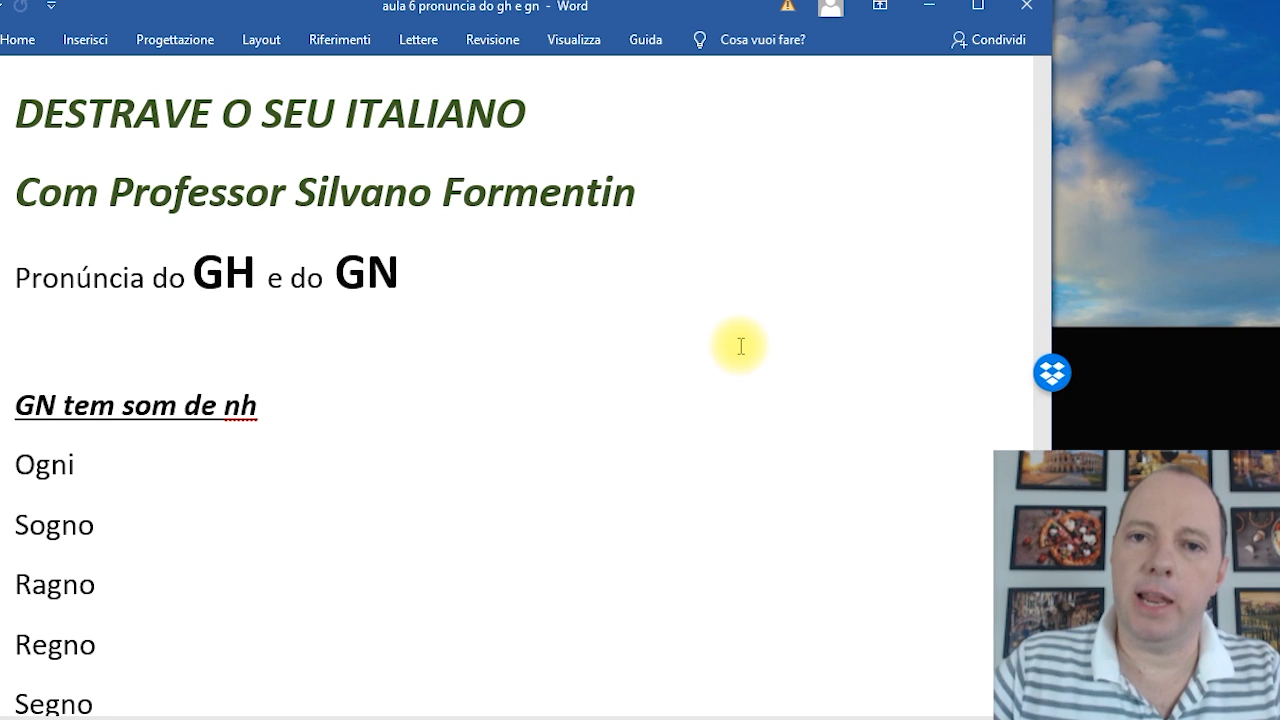 aula 6 pronuncia do gh e gn - Word
Home Inserisci Progettazione Layout Riferimenti Lettere Revisione Visualizza Guida Cosa vuoi fare? Condividi
DESTRAVE O SEU ITALIANO
Com Professor Silvano Formentin
Pronúncia do GH e do GN
GN tem som de nh
Ogni
Sogno
Ragno
Regno
Segno